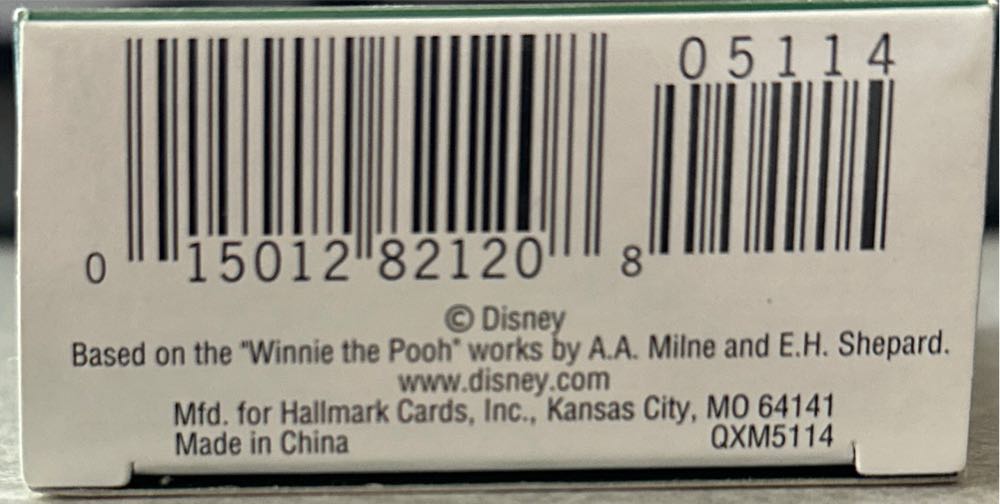 05114
0 15012 82120 8
© Disney
Based on the "Winnie the Pooh" works by A.A. Milne and E.H. Shepard.
www.disney.com
Mfd. for Hallmark Cards, Inc., Kansas City, MO 64141
Made in China QXM5114